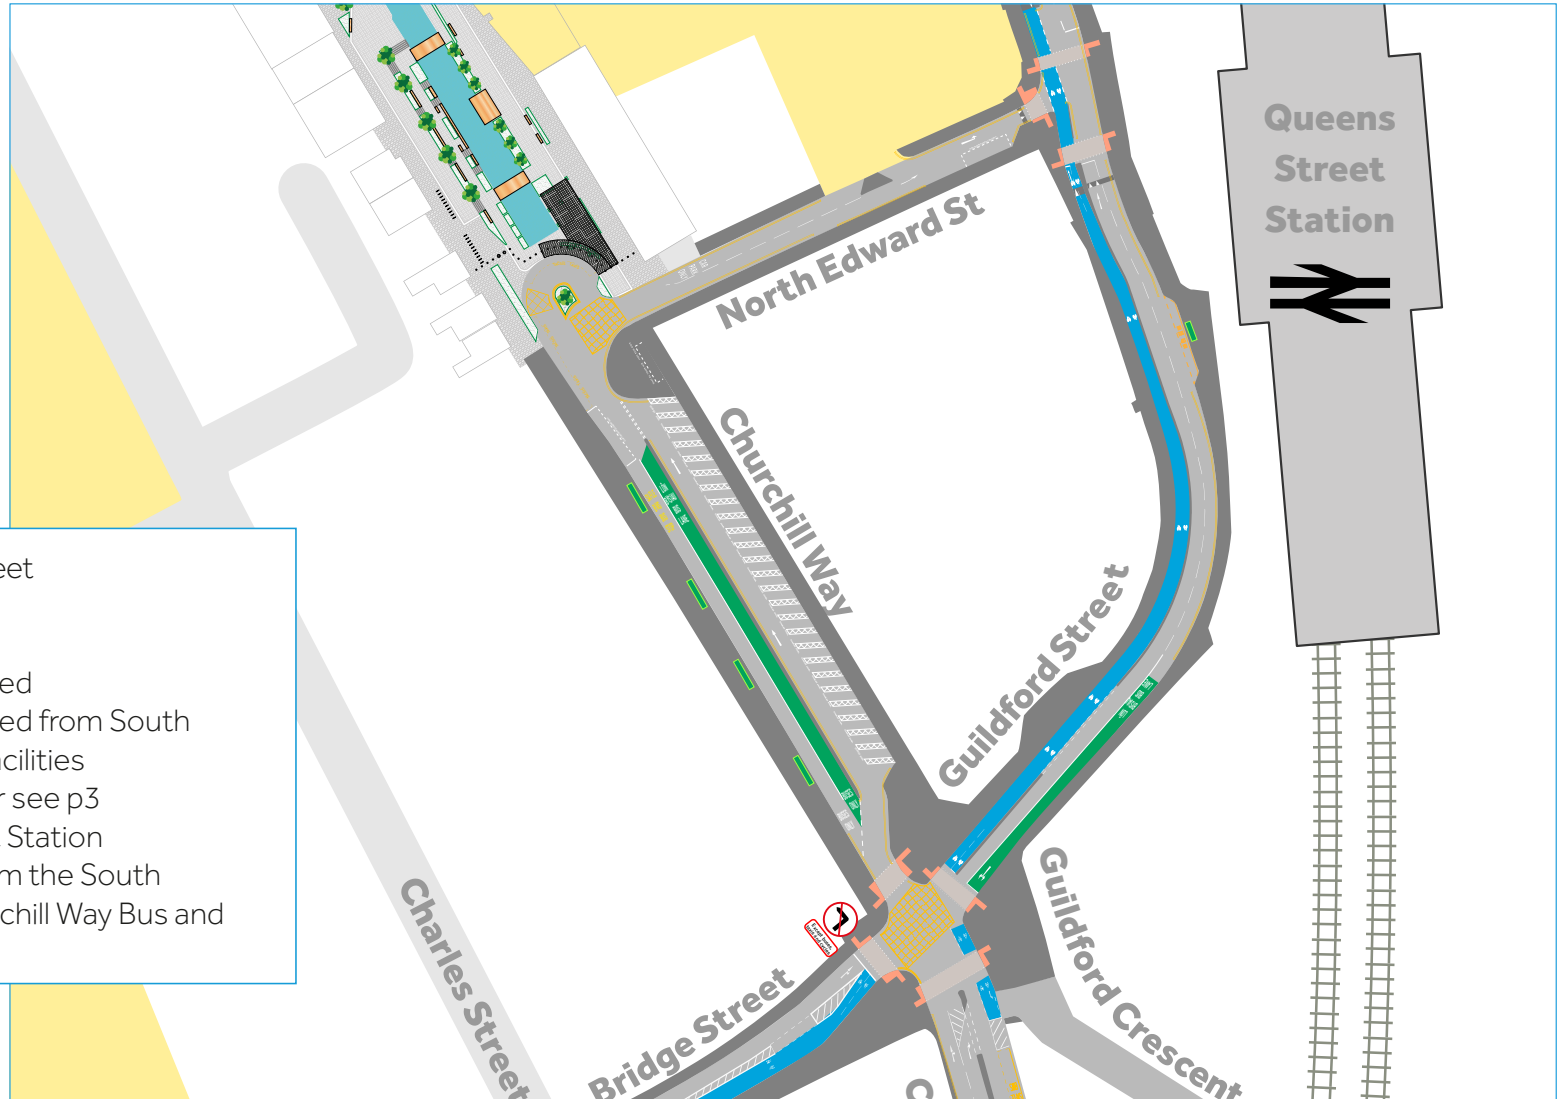 Queens
Street
Station
North Edward St
Churchill Way
Guildford Street
eet
ed
ed from South
cilities
r see p3
Station
m the South
chill Way Bus and
Charles Street
Bridge Street
Guildford Crescent
C